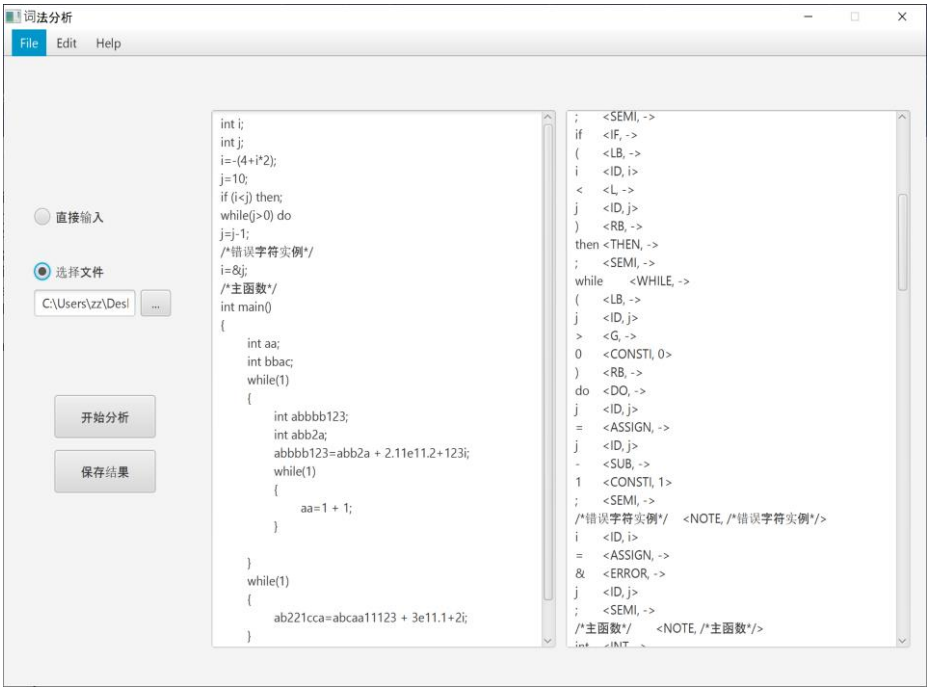 词法分析
File Edit Help
直接输入
选择文件
C:\Users\zz\Desl
...
开始分析
保存结果
int i;
int j;
i=-(4+i*2);
j=10;
if (i<j) then;
while(j>0) do
j=j-1;
/*错误字符实例*/
i=&j;
/*主函数*/
int main()
{
int aa;
int bbac;
while(1)
{
int abbbb123;
int abb2a;
abbbb123=abb2a + 2.11e11.2+123i;
while(1)
{
aa=1 + 1;
}
}
while(1)
{
ab221cca=abcaa11123 + 3e11.1+2i;
}
; <SEMI, ->
if <IF, ->
( <LB, ->
i <ID, i>
< <L, ->
j <ID, j>
) <RB, ->
then <THEN, ->
; <SEMI, ->
while <WHILE, ->
( <LB, ->
j <ID, j>
> <G, ->
0 <CONSTI, 0>
) <RB, ->
do <DO, ->
j <ID, j>
= <ASSIGN, ->
j <ID, j>
- <SUB, ->
1 <CONSTI, 1>
; <SEMI, ->
/*错误字符实例*/ <NOTE, /*错误字符实例*/>
i <ID, i>
= <ASSIGN, ->
& <ERROR, ->
j <ID, j>
; <SEMI, ->
/*主函数*/ <NOTE, /*主函数*/>
int <INT, ->